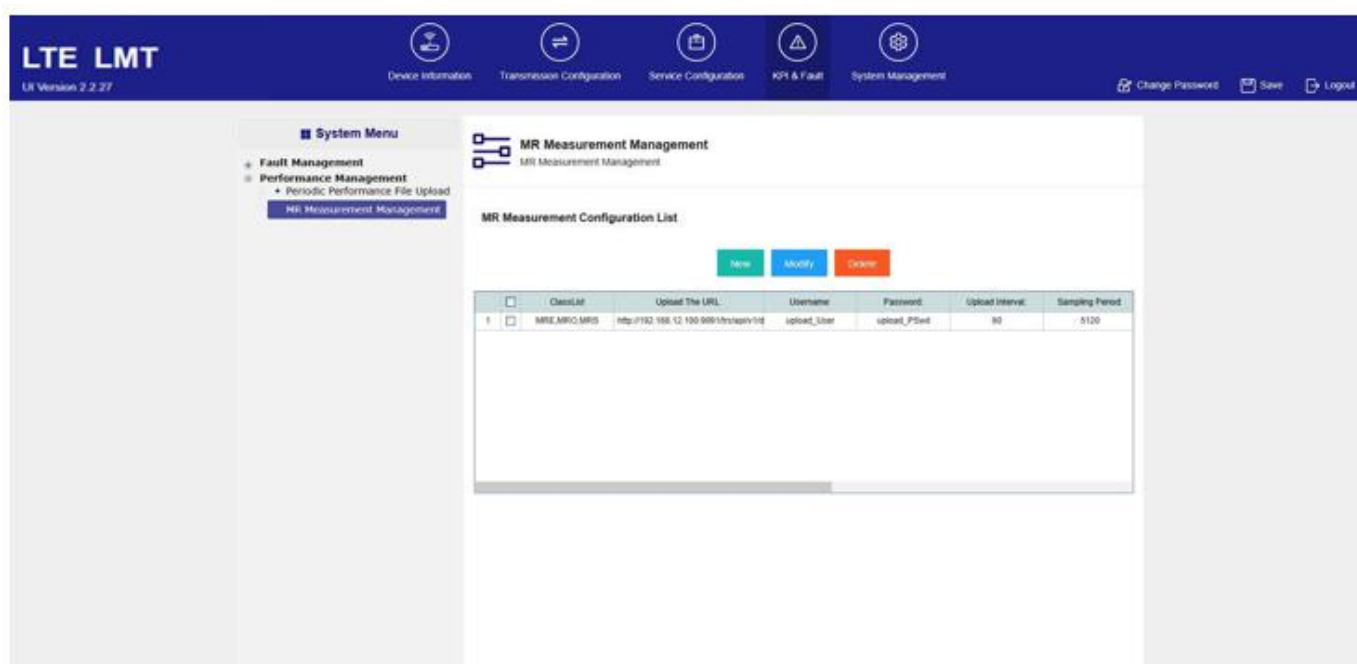 LTE LMT
UI Version 2.2.27
Device Information
Transmission Configuration
Service Configuration
KPI & Fault
System Management
Change Password
Save
Logout
System Menu
Fault Management
Performance Management
Periodic Performance File Upload
MR Measurement Management
MR Measurement Management
MR Measurement Management
MR Measurement Configuration List
New Modify Delete
ClassList Upload The URL: Username Password: Upload Interval: Sampling Period:
1 MRE,MRO,MRS upload_User 60 5120